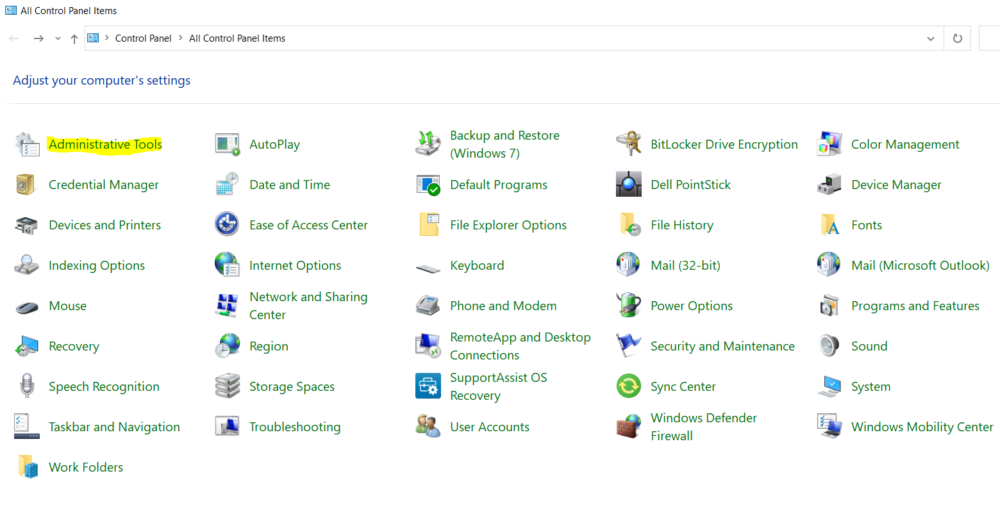 All Control Panel Items
Control Panel > All Control Panel Items
Adjust your computer's settings
Administrative Tools
AutoPlay
Backup and Restore
(Windows 7)
BitLocker Drive Encryption
Color Management
Credential Manager
Date and Time
Default Programs
Dell PointStick
Device Manager
Devices and Printers
Ease of Access Center
File Explorer Options
File History
Fonts
Indexing Options
Internet Options
Keyboard
Mail (32-bit)
Mail (Microsoft Outlook)
Mouse
Network and Sharing
Center
Phone and Modem
Power Options
Programs and Features
Recovery
Region
RemoteApp and Desktop
Connections
Security and Maintenance
Sound
Speech Recognition
Storage Spaces
SupportAssist OS
Recovery
Sync Center
System
Taskbar and Navigation
Troubleshooting
User Accounts
Windows Defender
Firewall
Windows Mobility Center
Work Folders